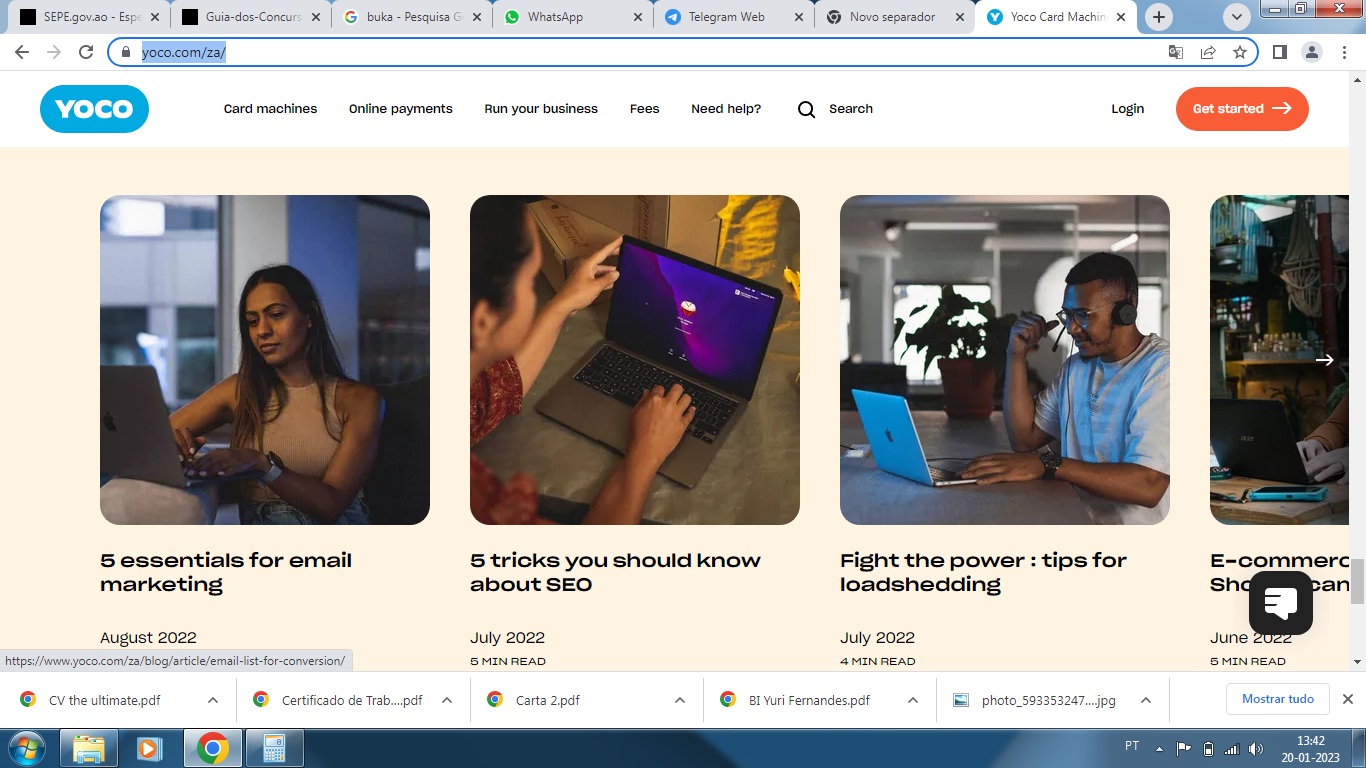 SEPE.gov.ao - Espe
Guia-dos-Concurs
buka - Pesquisa G
WhatsApp
Telegram Web
Novo separador
Yoco Card Machin
yoco.com/za/
YOCO
Card machines
Online payments
Run your business
Fees
Need help?
Search
Login
Get started
acer
5 essentials for email
marketing
August 2022
5 tricks you should know
about SEO
July 2022
5 MIN READ
Fight the power : tips for
loadshedding
July 2022
4 MIN READ
E-commerc
Sho can
June 2022
5 MIN READ
https://www.yoco.com/za/blog/article/email-list-for-conversion/
CV the ultimate.pdf
Certificado de Trab....pdf
Carta 2.pdf
BI Yuri Fernandes.pdf
photo_593353247....jpg
Mostrar tudo
PT
13:42
20-01-2023